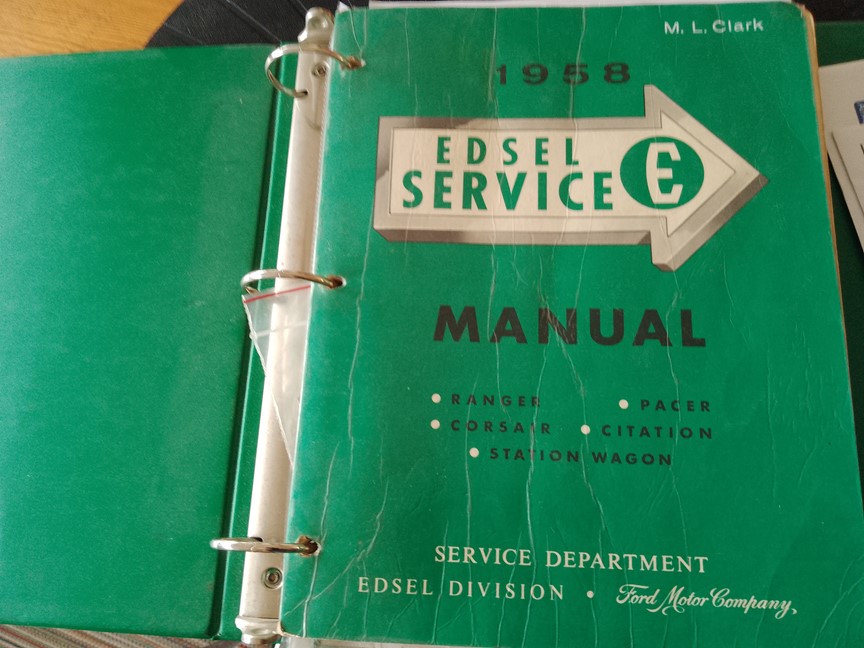 M. L. Clark
1958
EDSEL
SERVICE E
MANUAL
• RANGER • PACER
• CORSAIR • CITATION
• STATION WAGON
SERVICE DEPARTMENT
EDSEL DIVISION • Ford Motor Company,